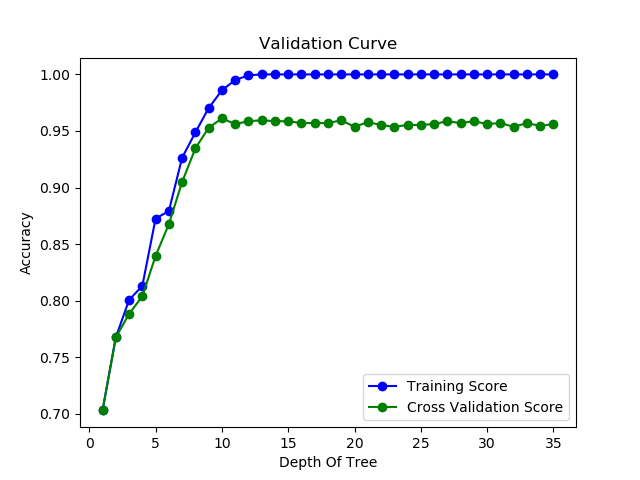 Validation Curve
1.00
0.95
0.90
0.85
0.80
0.75
0.70
Accuracy
Training Score
Cross Validation Score
0 5 10 15 20 25 30 35
Depth Of Tree